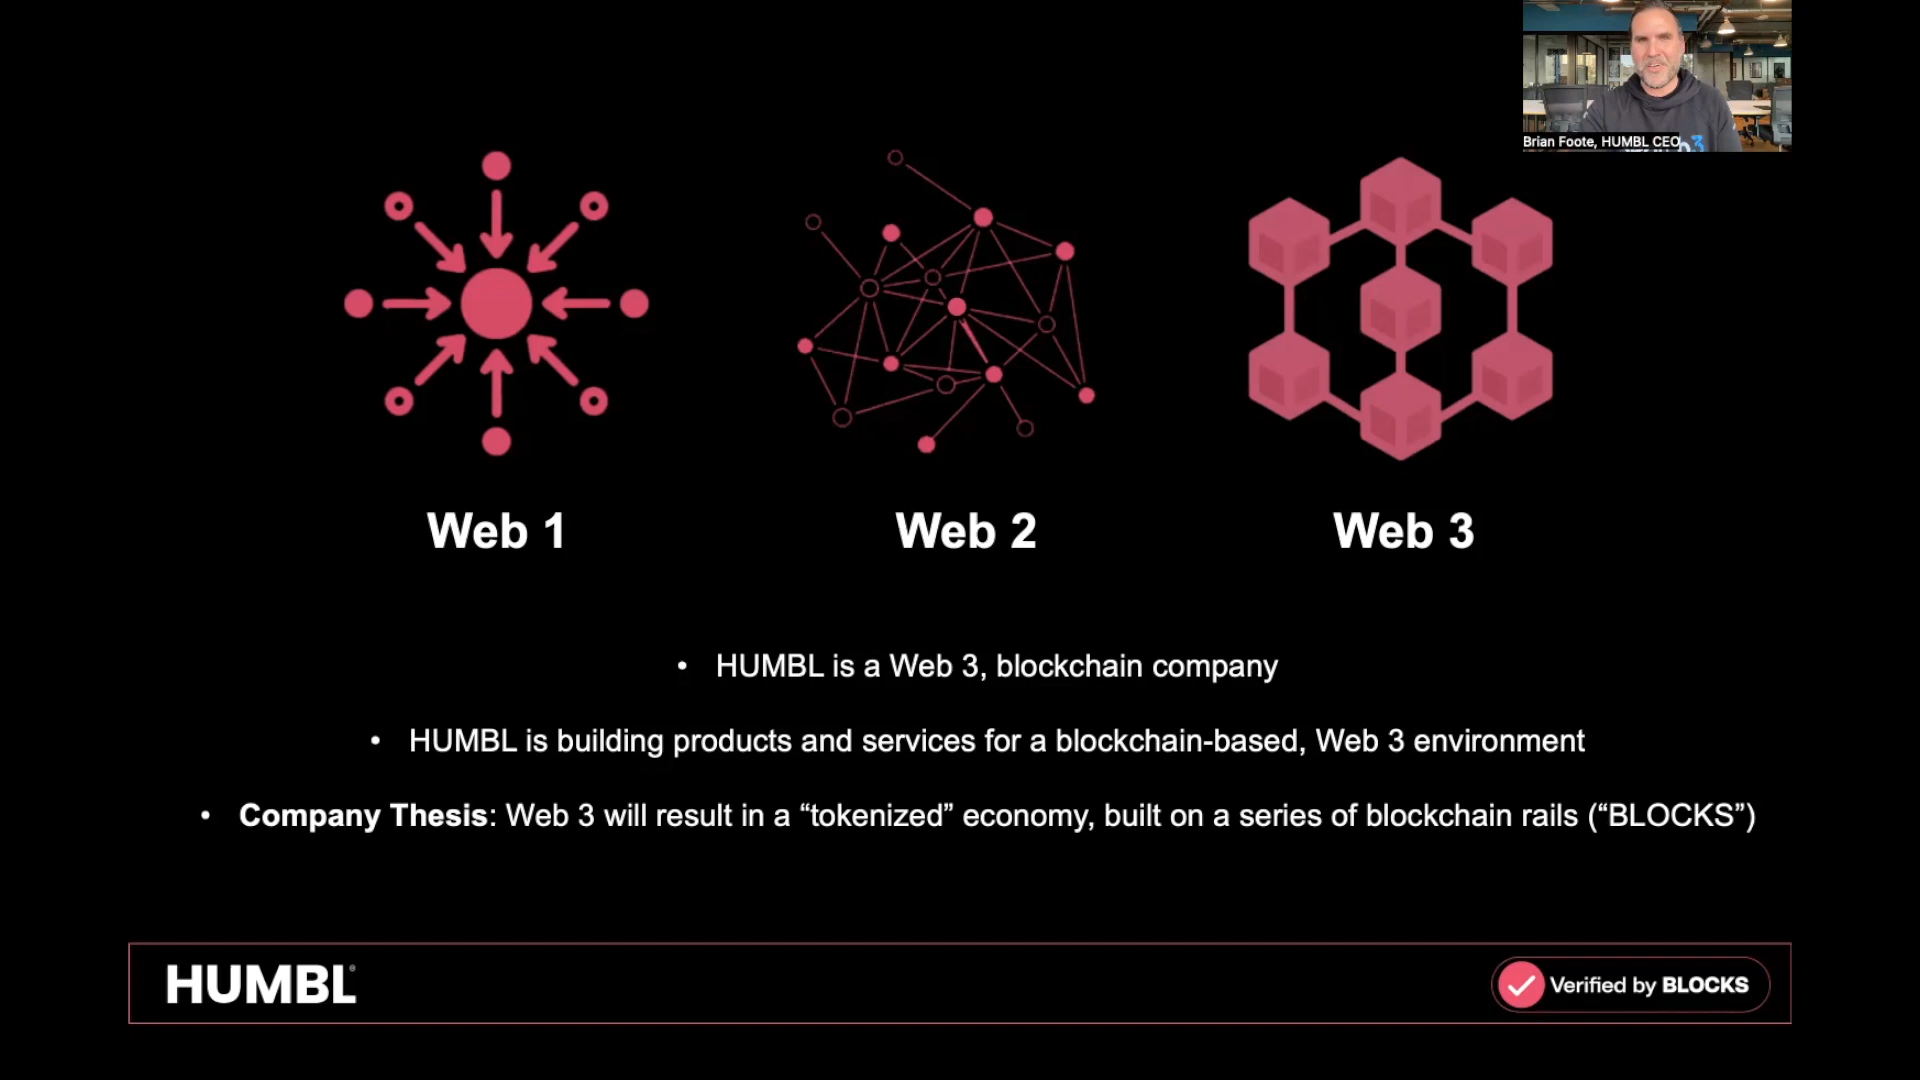 Brian Foote, HUMBL CEO
Web 1
Web 2
Web 3
• HUMBL is a Web 3, blockchain company
• HUMBL is building products and services for a blockchain-based, Web 3 environment
• Company Thesis: Web 3 will result in a “tokenized” economy, built on a series of blockchain rails (“BLOCKS”)
HUMBL®
Verified by BLOCKS